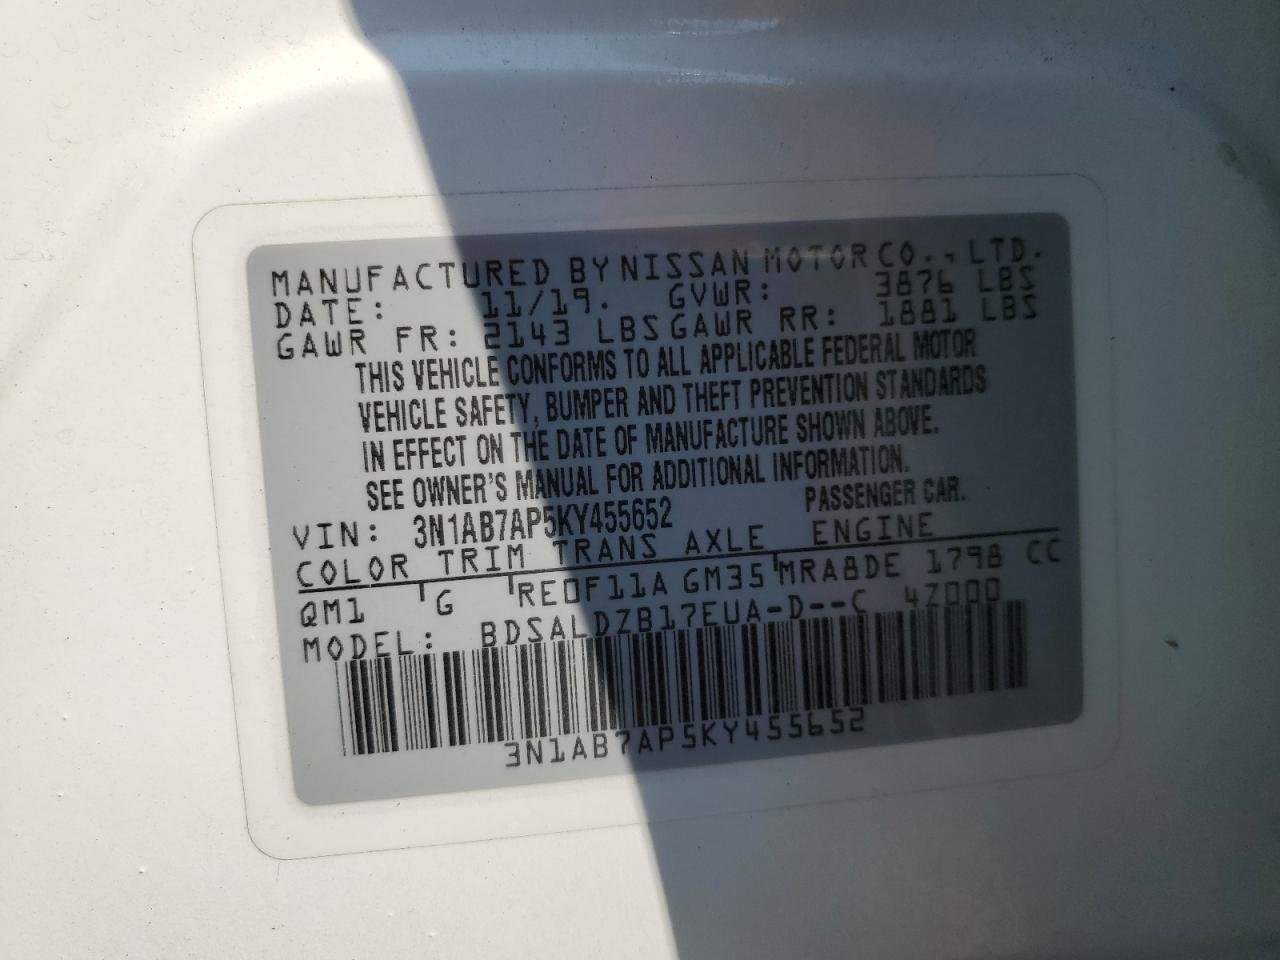 MANUFACTURED BY NISSAN MOTOR CO., LTD.
DATE: 11/19. GVWR: 3876 LBS
GAWR FR: 2143 LBS GAWR RR: 1881 LBS
THIS VEHICLE CONFORMS TO ALL APPLICABLE FEDERAL MOTOR
VEHICLE SAFETY, BUMPER AND THEFT PREVENTION STANDARDS
IN EFFECT ON THE DATE OF MANUFACTURE SHOWN ABOVE.
SEE OWNER'S MANUAL FOR ADDITIONAL INFORMATION.
VIN: 3N1AB7AP5KY455652 PASSENGER CAR.
COLOR TRIM TRANS AXLE ENGINE
QM1 G RE0F11A GM35 MRA8DE 1798 CC
MODEL: BDSALDZB17EUA-D--C 4Z000
3N1AB7AP5KY455652